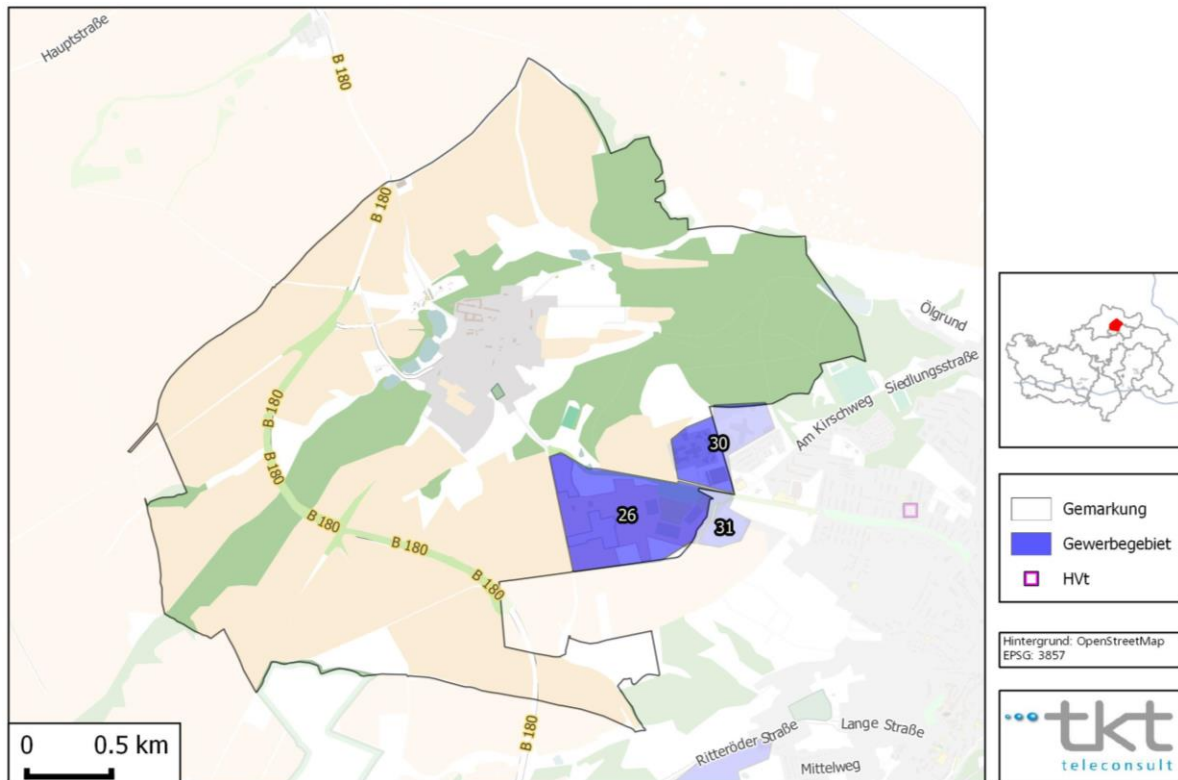 Hauptstraße
B 180
B 180
Ölgrund
Siedlungsstraße
Am Kirschweg
B 180
30
B 180
26
31
B 180
B 180
B 180
Ritteröder Straße
Lange Straße
B 180
Mittelweg
0 0.5 km
Gemarkung
Gewerbegebiet
HVt
Hintergrund: OpenStreetMap
EPSG: 3857
tkt
teleconsult